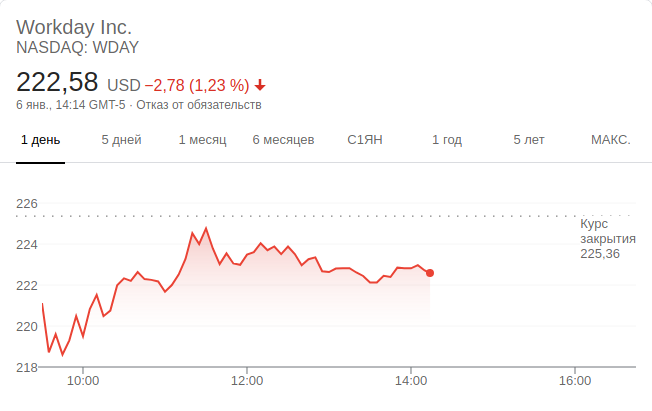 Workday Inc.
NASDAQ: WDAY
222,58 USD −2,78 (1,23 %)
6 янв., 14:14 GMT-5 · Отказ от обязательств
1 день 5 дней 1 месяц 6 месяцев С1ЯН 1 год 5 лет МАКС.
226
Курс
закрытия
225,36
224
222
220
218
10:00 12:00 14:00 16:00